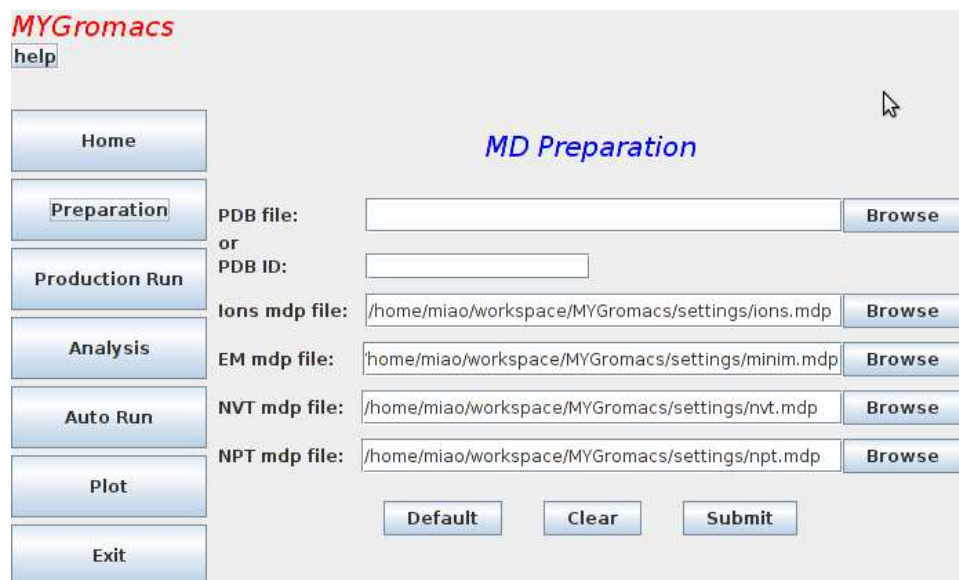 MYGromacs
help
Home
Preparation
Production Run
Analysis
Auto Run
Plot
Exit
MD Preparation
PDB file: Browse
or
PDB ID:
Ions mdp file: /home/miao/workspace/MYGromacs/settings/ions.mdp Browse
EM mdp file: /home/miao/workspace/MYGromacs/settings/minim.mdp Browse
NVT mdp file: /home/miao/workspace/MYGromacs/settings/nvt.mdp Browse
NPT mdp file: /home/miao/workspace/MYGromacs/settings/npt.mdp Browse
Default Clear Submit